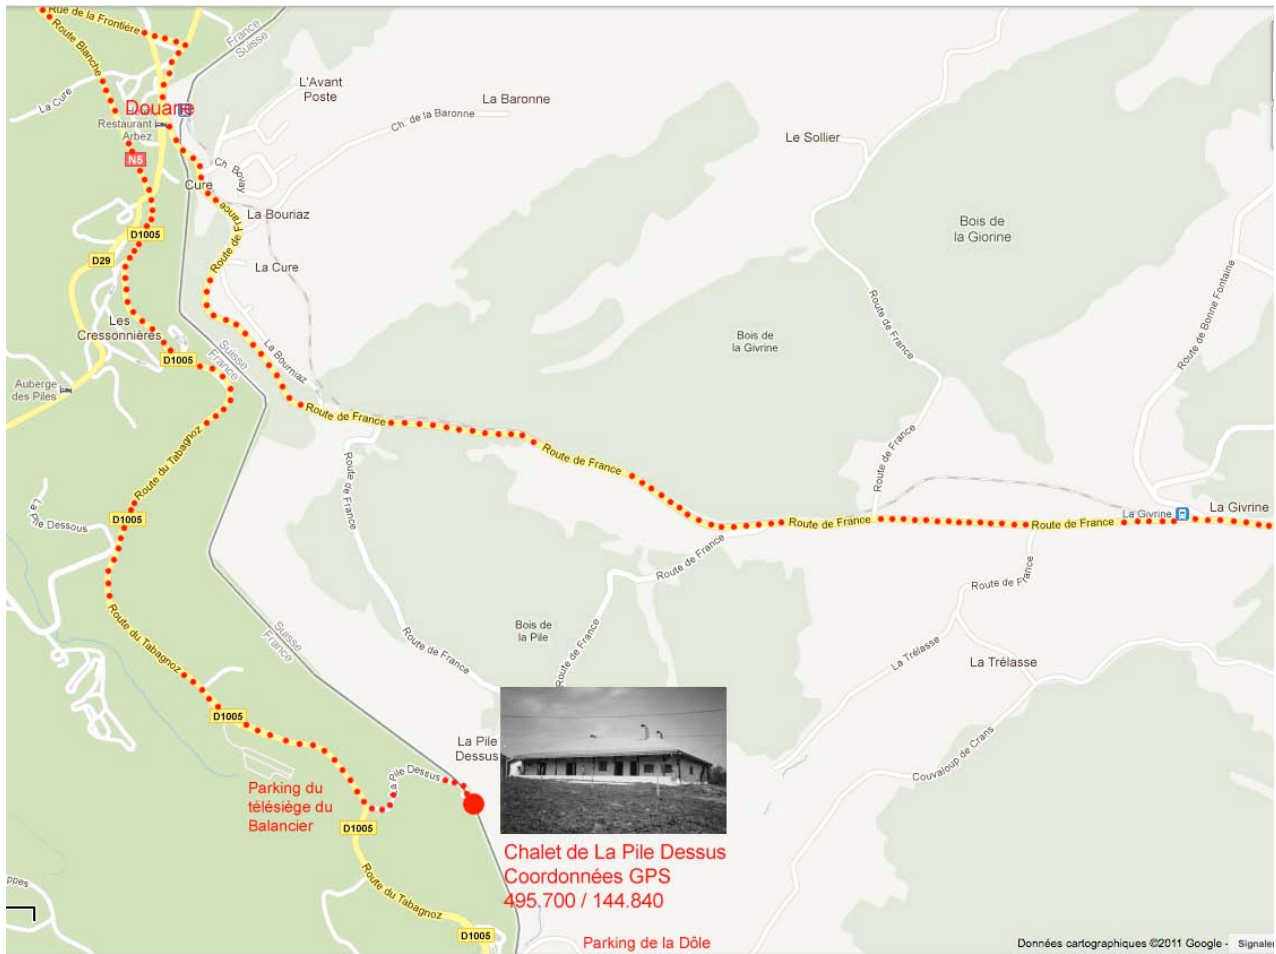 Rue de la Frontière
Route Blanche
France
Suisse
L'Avant
Poste
La Baronne
La Cure
Douane
Restaurant
Arbez
Ch. de la Baronne
Le Sollier
N5
Ch. Bovay
Cure
La Bouriaz
Route de France
Bois de
la Giorine
D1005
D29
La Cure
Route de Bonne Fontaine
Les
Cressonnières
Suisse
France
La Bourniaz
Route de France
Bois de
la Givrine
D1005
Auberge
des Piles
Route de France
Route du Tabagnoz
Route de France
Route de France
Route de France
La Pile Dessous
D1005
Route de France
Route de France
La Givrine
La Givrine
Route de France
Route de France
Route du Tabagnoz
Suisse
France
Bois de
la Pile
Route de France
Route de France
La Trélasse
La Trélasse
D1005
La Pile
Dessus
Couvaloup de Crans
La Pile Dessus
Parking du
télésiège du
Balancier
D1005
Chalet de La Pile Dessus
Coordonnées GPS
495.700 / 144.840
Route du Tabagnoz
D1005
Parking de la Dôle
Données cartographiques ©2011 Google -